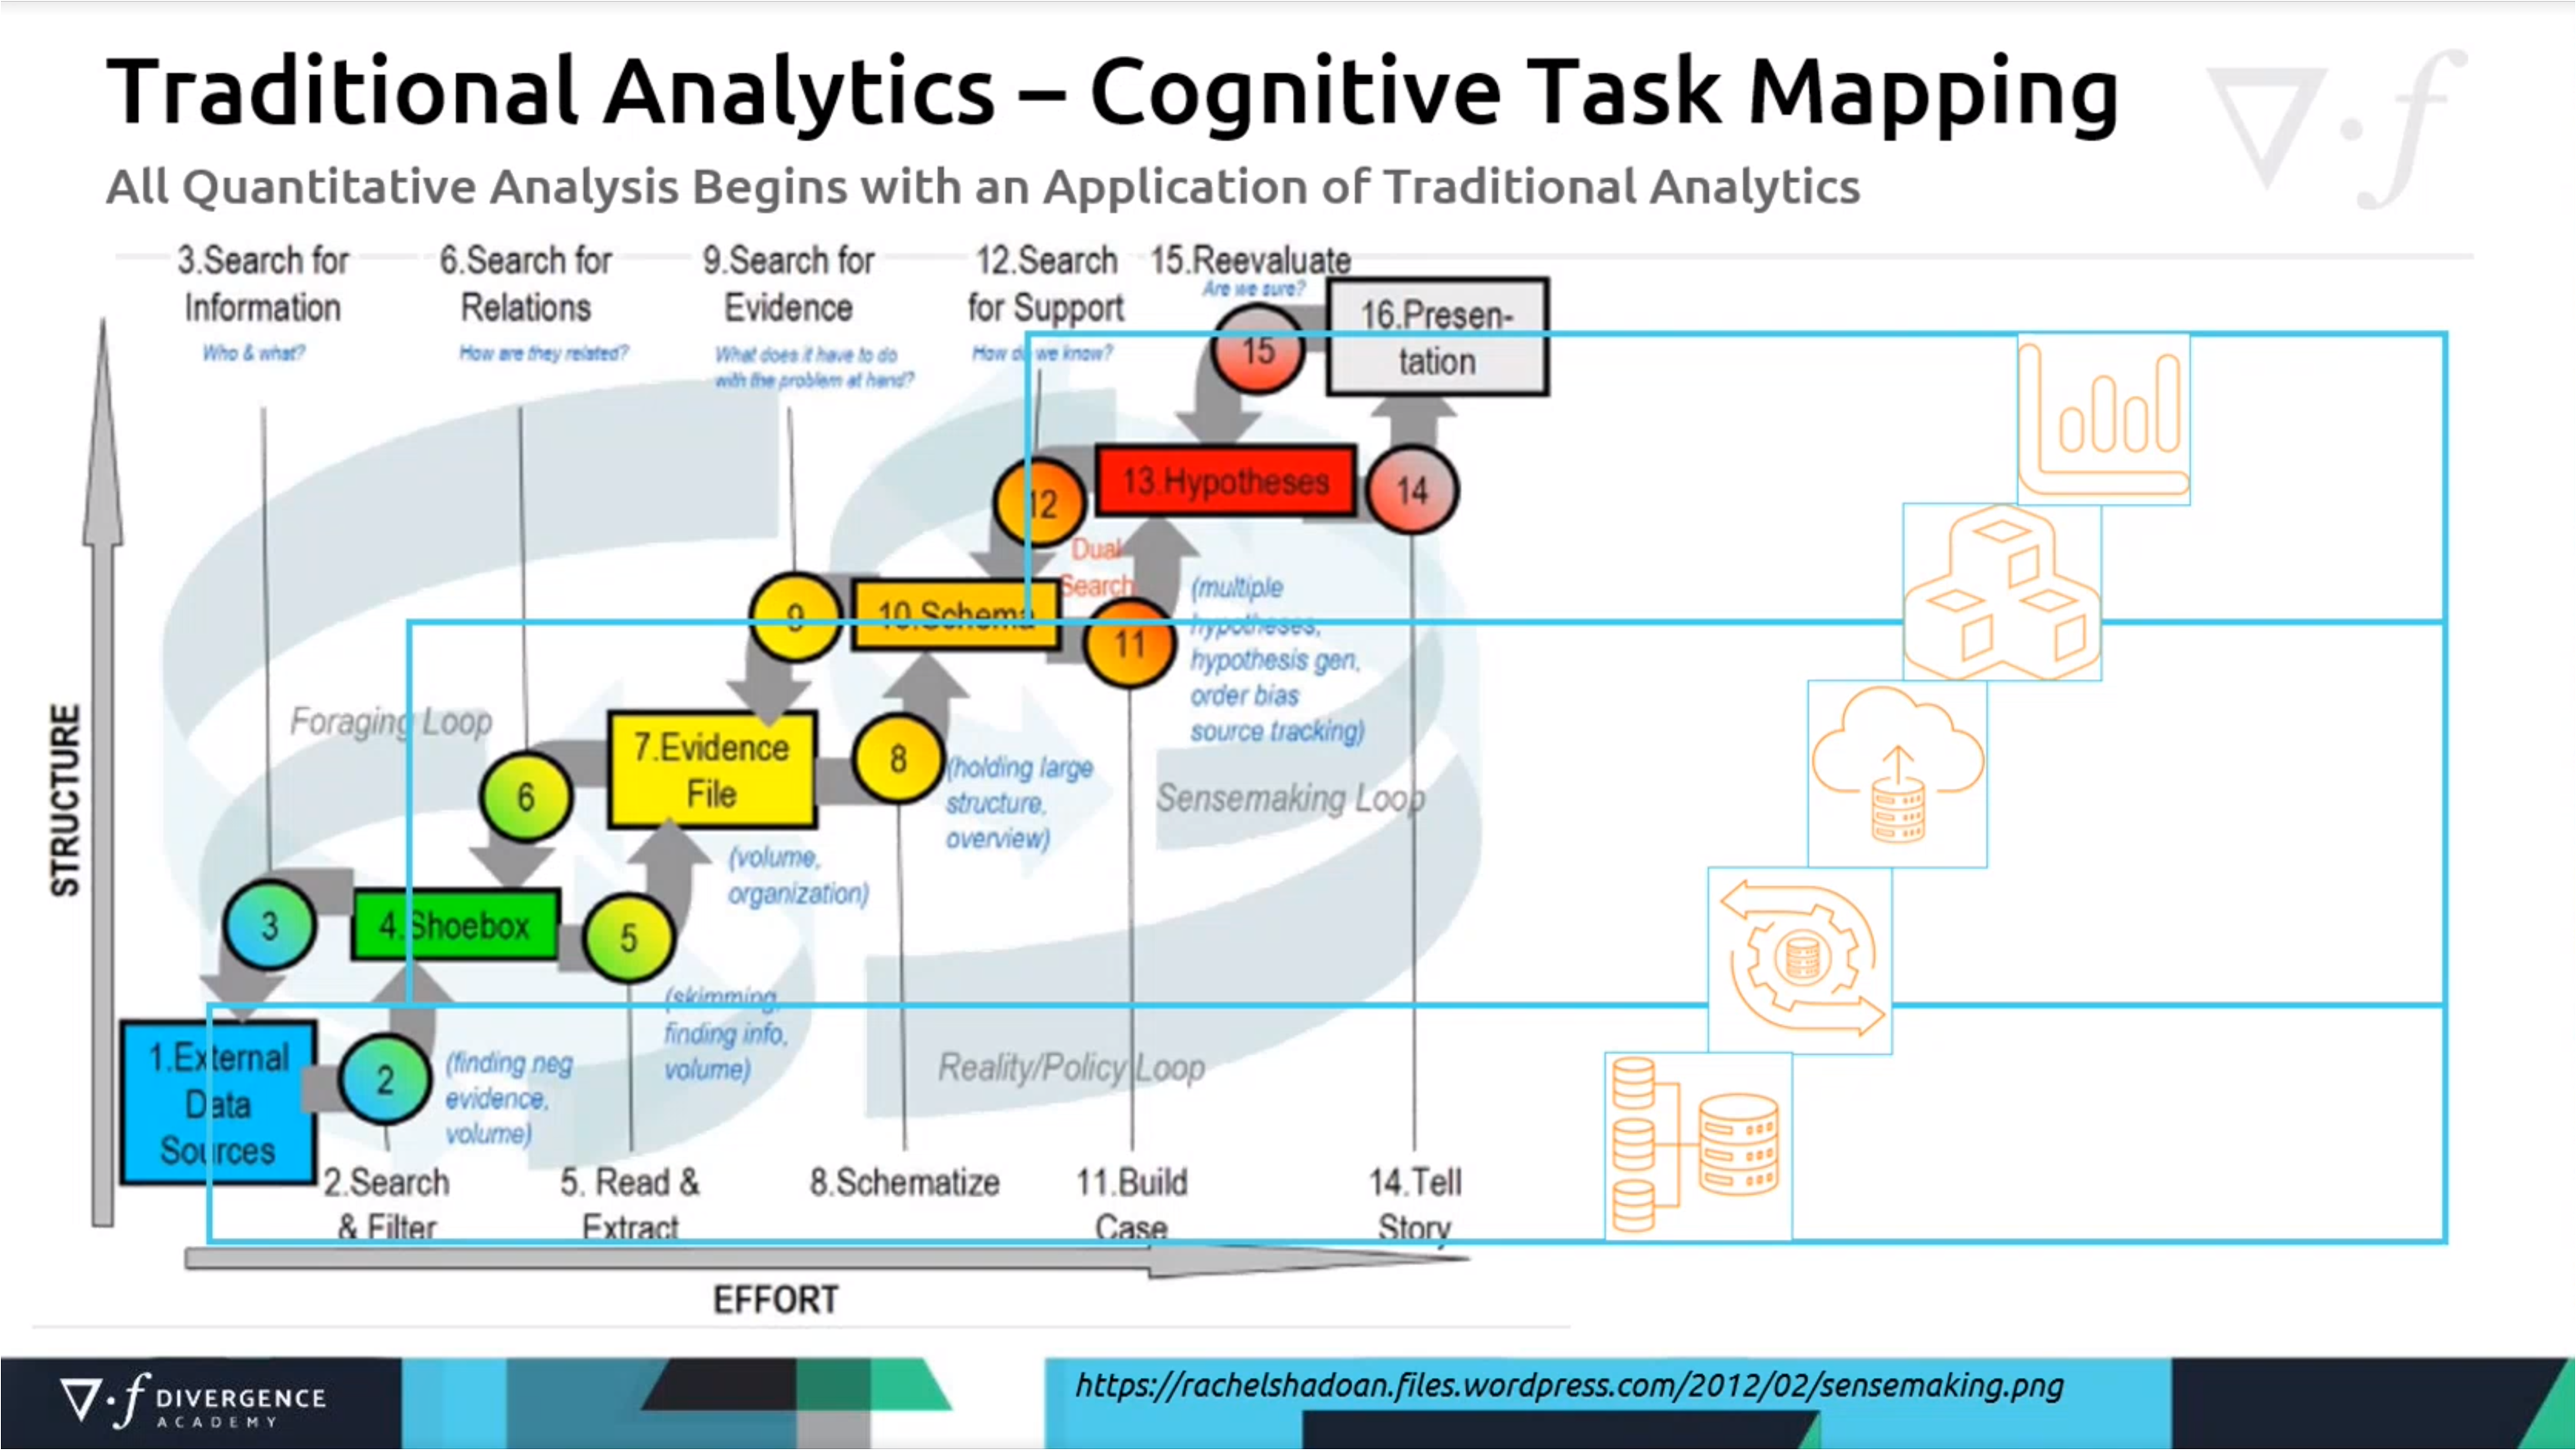 Traditional Analytics – Cognitive Task Mapping
All Quantitative Analysis Begins with an Application of Traditional Analytics
3.Search for
Information
Who & what?
6.Search for
Relations
How are they related?
9.Search for
Evidence
What does it have to do
with the problem at hand?
12.Search
for Support
How do we know?
15.Reevaluate
Are we sure?
15
16.Presen-
tation
12
13.Hypotheses
14
Dual
Search
9
10.Schema
11
(multiple
hypotheses,
hypothesis gen,
order bias
source tracking)
Foraging Loop
6
7.Evidence
File
8
(holding large
structure,
overview)
Sensemaking Loop
(volume,
organization)
3
4.Shoebox
5
(skimming,
finding info,
volume)
1.External
Data
Sources
2
(finding neg
evidence,
volume)
Reality/Policy Loop
2.Search
& Filter
5. Read &
Extract
8.Schematize
11.Build
Case
14.Tell
Story
STRUCTURE
EFFORT
∇·f DIVERGENCE
ACADEMY
https://rachelshadoan.files.wordpress.com/2012/02/sensemaking.png